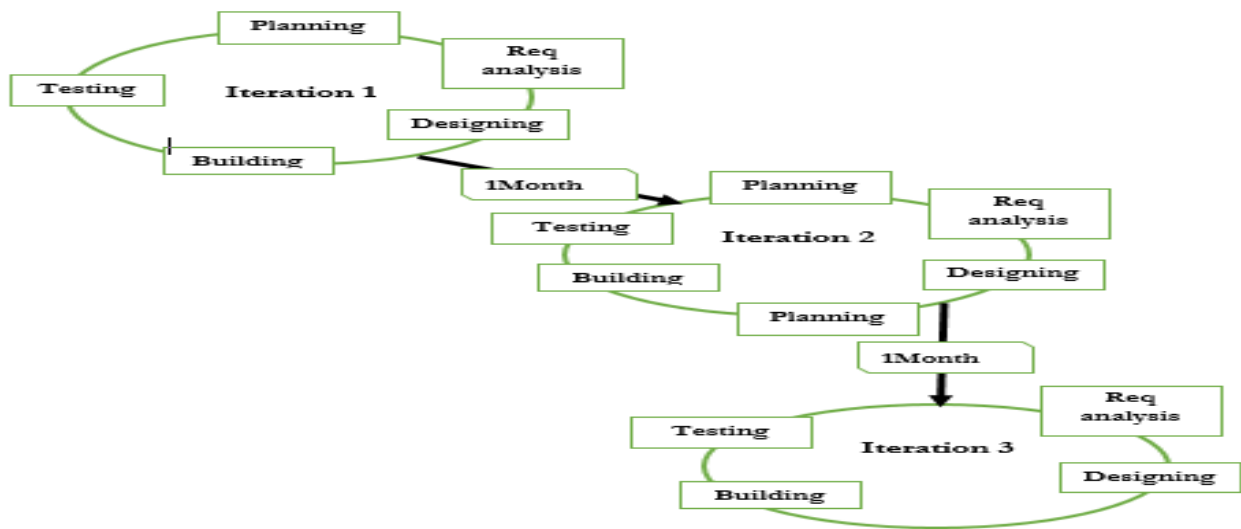 Planning
Req
analysis
Testing
Iteration 1
Designing
Building
1Month
Planning
Req
analysis
Testing
Iteration 2
Designing
Building
Planning
1Month
Req
analysis
Testing
Iteration 3
Designing
Building